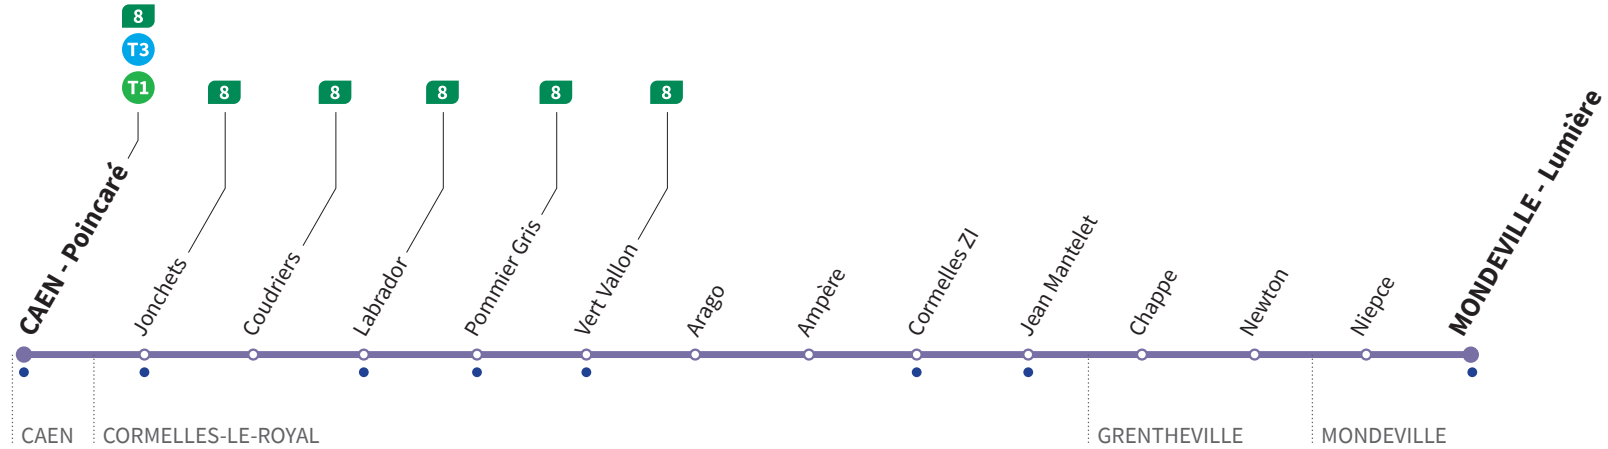 8
T3
T1
8
8
8
8
8
CAEN - Poincaré
Jonchets
Coudriers
Labrador
Pommier Gris
Vert Vallon
Arago
Ampère
Cormelles ZI
Jean Mantelet
Chappe
Newton
Niepce
MONDEVILLE - Lumière
CAEN
CORMELLES-LE-ROYAL
GRENTHEVILLE
MONDEVILLE